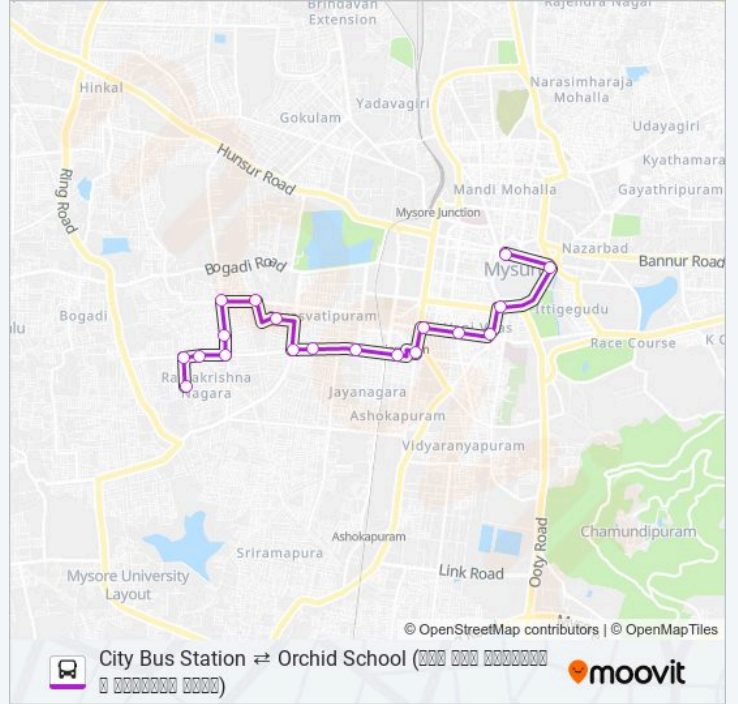 Brindavan
Extension
Rajendra Nagar
Hinkal
Yadavagiri
Narasimharaja
Mohalla
Gokulam
Udayagiri
Hunsur Road
Kyathamara
Ring Road
Mandi Mohalla
Gayathripuram
Mysore Junction
Nazarbad
Bogadi Road
Bannur Road
Mysuru
Bogadi
Ittigegudu
Race Course
Jayanagara
Nagara
Ashokapuram
Vidyaranyapuram
Ooty Road
Chamundipuram
Ashokapuram
Sriramapura
Link Road
Mysore University
Layout
© OpenStreetMap contributors | © OpenMapTiles
City Bus Station ⇄ Orchid School (
)
moovit